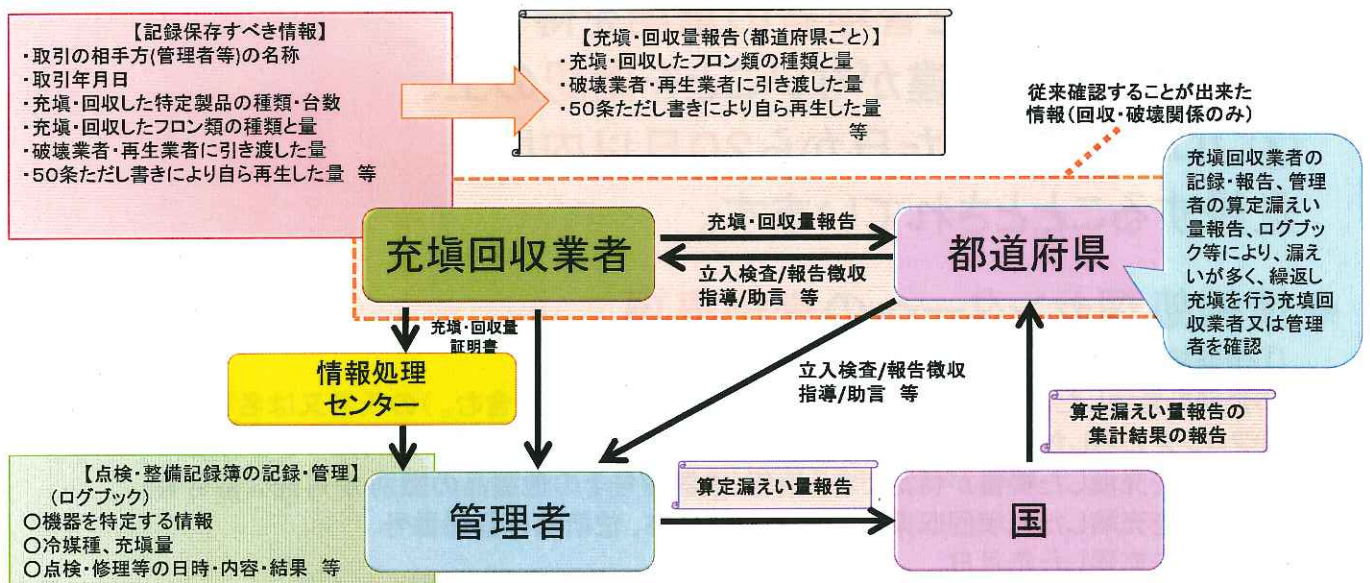 【記録保存すべき情報】
・取引の相手方(管理者等)の名称
・取引年月日
・充塡・回収した特定製品の種類・台数
・充塡・回収したフロン類の種類と量
・破壊業者・再生業者に引き渡した量
・50条ただし書きにより自ら再生した量 等
【充塡・回収量報告(都道府県ごと)】
・充塡・回収したフロン類の種類と量
・破壊業者・再生業者に引き渡した量
・50条ただし書きにより自ら再生した量
等
従来確認することが出来た
情報(回収・破壊関係のみ)
充塡回収業者の
記録・報告、管理
者の算定漏えい
量報告、ログブッ
ク等により、漏え
いが多く、繰返し
充塡を行う充塡回
収業者又は管理
者を確認
充塡回収業者
充塡・回収量報告
立入検査/報告徴収
指導/助言 等
都道府県
充塡・回収量
証明書
情報処理
センター
立入検査/報告徴収
指導/助言 等
算定漏えい量報告の
集計結果の報告
【点検・整備記録簿の記録・管理】
(ログブック)
○機器を特定する情報
○冷媒種、充塡量
○点検・修理等の日時・内容・結果 等
管理者
算定漏えい量報告
国